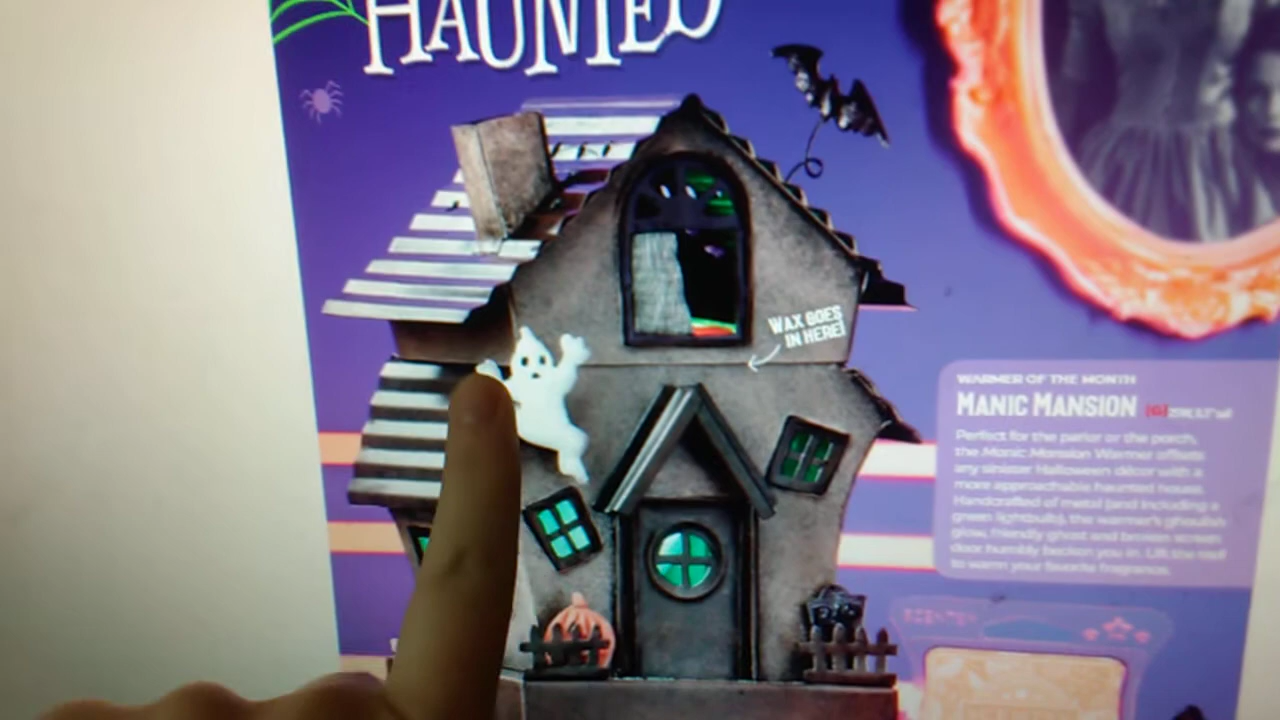 HAUNTED
WAX GOES
IN HERE!
WARMER OF THE MONTH
MANIC MANSION
Perfect for the parlor or the porch,
the Manic Mansion Warmer offsets
any sinister Halloween décor with a
more approachable haunted house.
Handcrafted of metal (and including a
green lightbulb), the warmer's ghoulish
glow, friendly ghost and broken screen
door humbly beckon you in. Lift the roof
to warm your favorite fragrance.